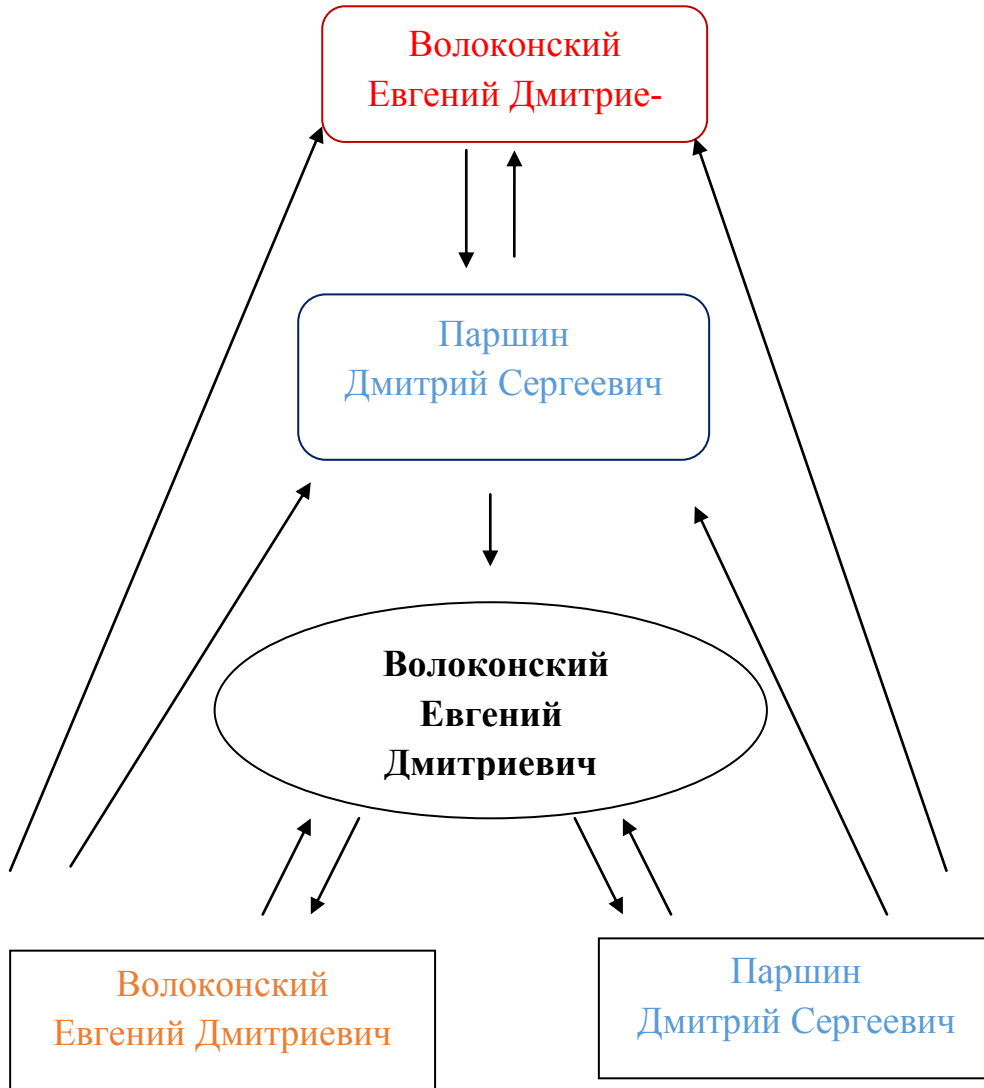 Волоконский
Евгений Дмитрие-
Паршин
Дмитрий Сергеевич
Волоконский
Евгений
Дмитриевич
Волоконский
Евгений Дмитриевич
Паршин
Дмитрий Сергеевич